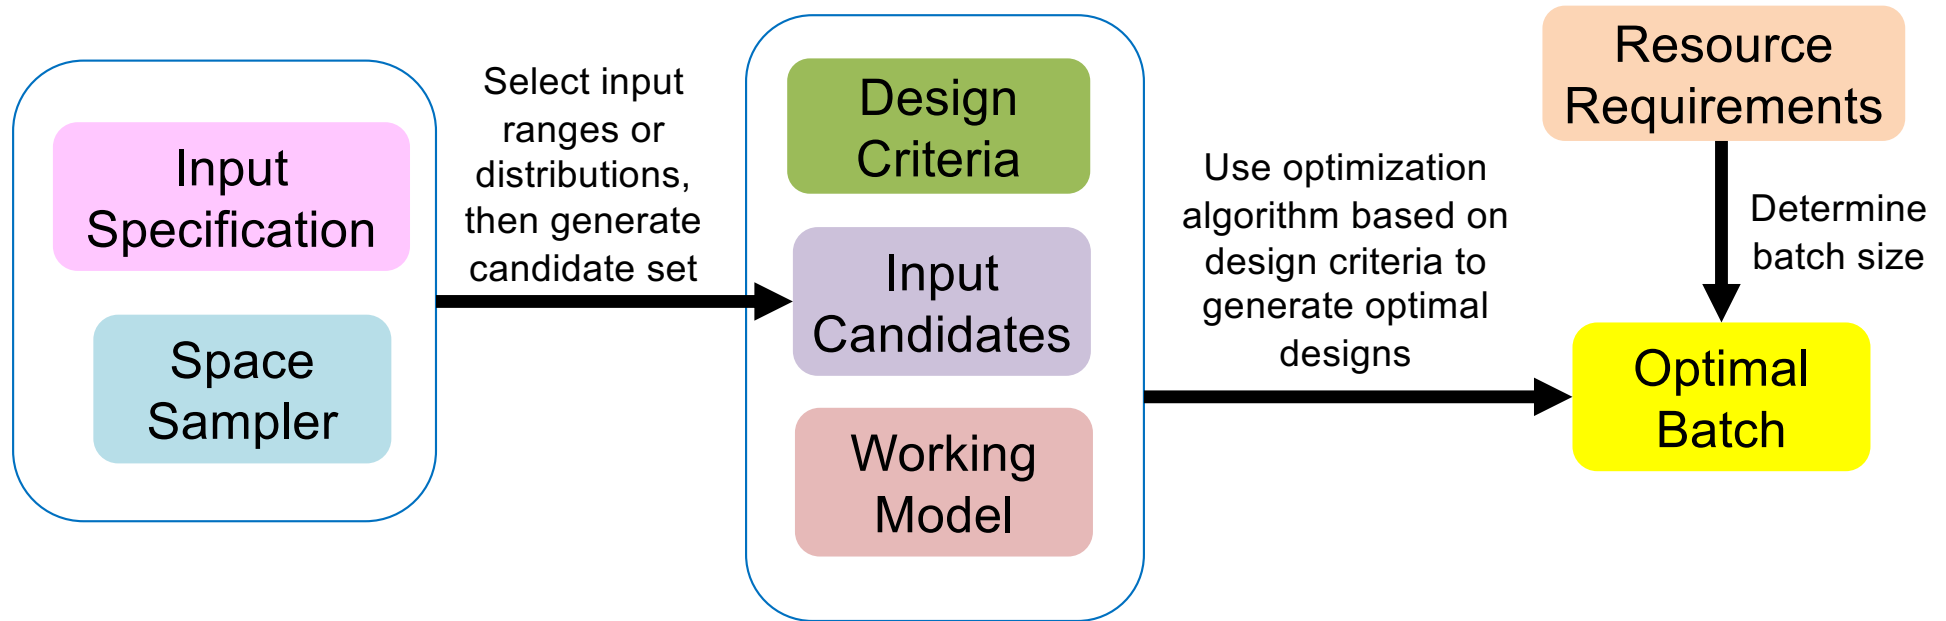 Input
Specification
Space
Sampler
Select input
ranges or
distributions,
then generate
candidate set
Design
Criteria
Input
Candidates
Working
Model
Use optimization
algorithm based on
design criteria to
generate optimal
designs
Resource
Requirements
Determine
batch size
Optimal
Batch